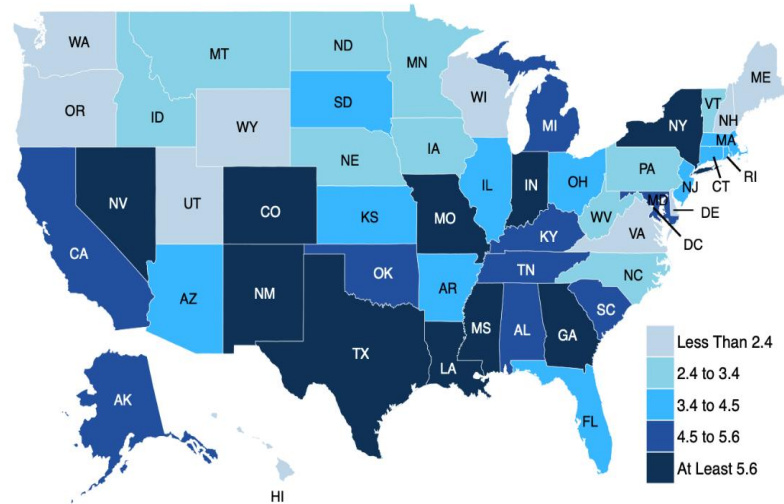 WA
MT
ND
MN
ME
OR
ID
SD
WI
VT
NH
WY
MI
NY
MA
NE
IA
PA
RI
NV
UT
CO
IL
IN
OH
NJ
CT
CA
KS
MO
WV
MD
DE
KY
VA
DC
AZ
NM
OK
AR
TN
NC
TX
LA
MS
AL
GA
SC
AK
FL
HI
Less Than 2.4
2.4 to 3.4
3.4 to 4.5
4.5 to 5.6
At Least 5.6